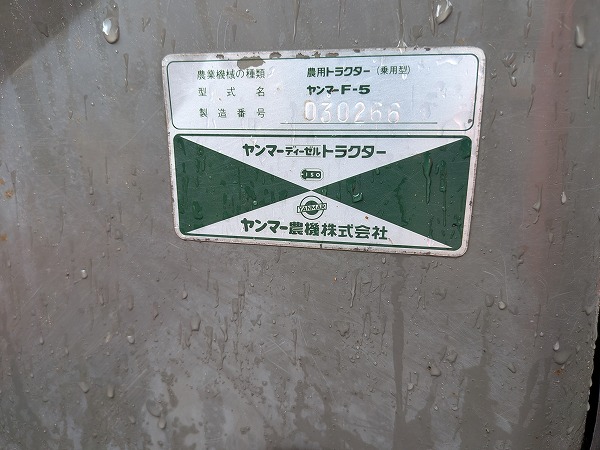 農業機械の種類 農用トラクター（乗用型）
型式名 ヤンマーF-5
製造番号 030266
ヤンマーディーゼルトラクター
ISO
YANMAR
ヤンマー農機株式会社